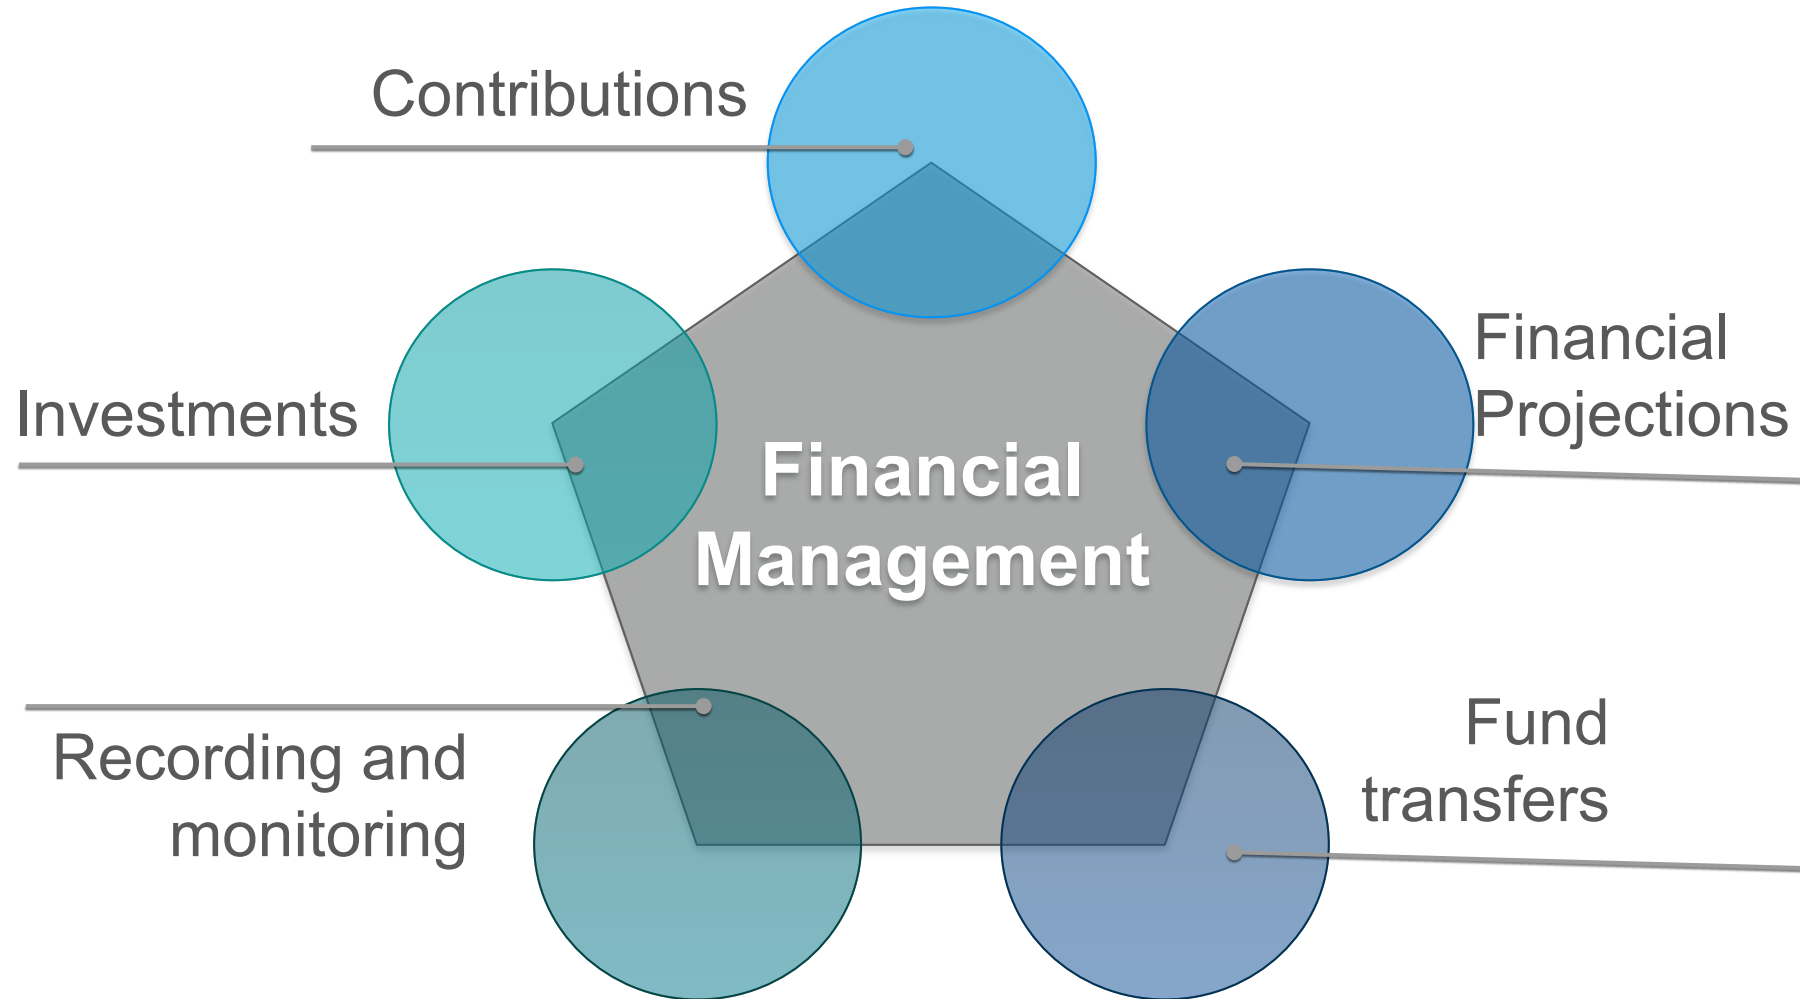 Contributions
Financial
Projections
Investments
Financial
Management
Fund
transfers
Recording and
monitoring